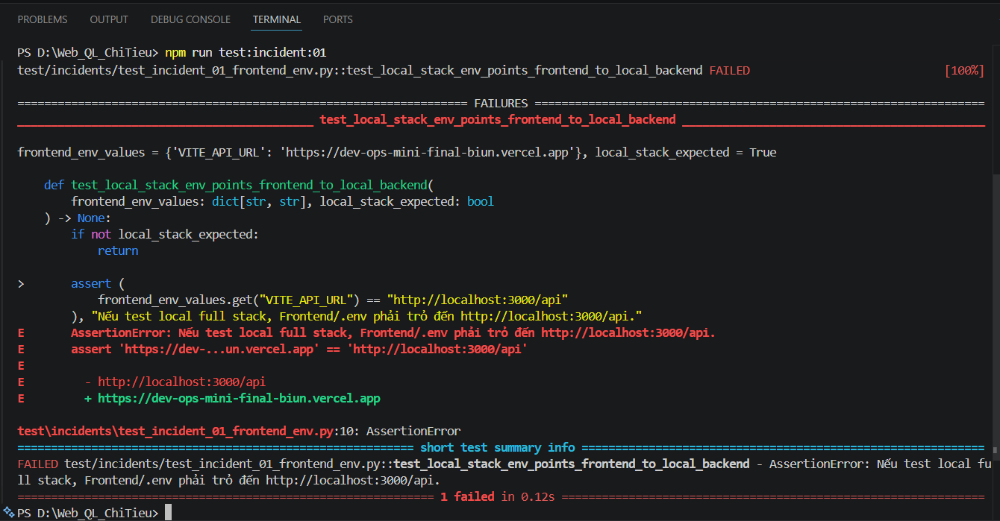 PROBLEMS OUTPUT DEBUG CONSOLE TERMINAL PORTS
PS D:\Web_QL_ChiTieu> npm run test:incident:01
test/incidents/test_incident_01_frontend_env.py::test_local_stack_env_points_frontend_to_local_backend FAILED [100%]
=================================================================== FAILURES ===================================================================
____________________________________________ test_local_stack_env_points_frontend_to_local_backend _____________________________________________
frontend_env_values = {'VITE_API_URL': 'https://dev-ops-mini-final-biun.vercel.app'}, local_stack_expected = True
    def test_local_stack_env_points_frontend_to_local_backend(
        frontend_env_values: dict[str, str], local_stack_expected: bool
    ) -> None:
        if not local_stack_expected:
            return
>       assert (
            frontend_env_values.get("VITE_API_URL") == "http://localhost:3000/api"
        ), "Nếu test local full stack, Frontend/.env phải trỏ đến http://localhost:3000/api."
E       AssertionError: Nếu test local full stack, Frontend/.env phải trỏ đến http://localhost:3000/api.
E       assert 'https://dev-...un.vercel.app' == 'http://localhost:3000/api'
E
E         - http://localhost:3000/api
E         + https://dev-ops-mini-final-biun.vercel.app
test\incidents\test_incident_01_frontend_env.py:10: AssertionError
=========================================================== short test summary info ============================================================
FAILED test/incidents/test_incident_01_frontend_env.py::test_local_stack_env_points_frontend_to_local_backend - AssertionError: Nếu test local fu
ll stack, Frontend/.env phải trỏ đến http://localhost:3000/api.
============================================================== 1 failed in 0.12s ===============================================================
PS D:\Web_QL_ChiTieu>